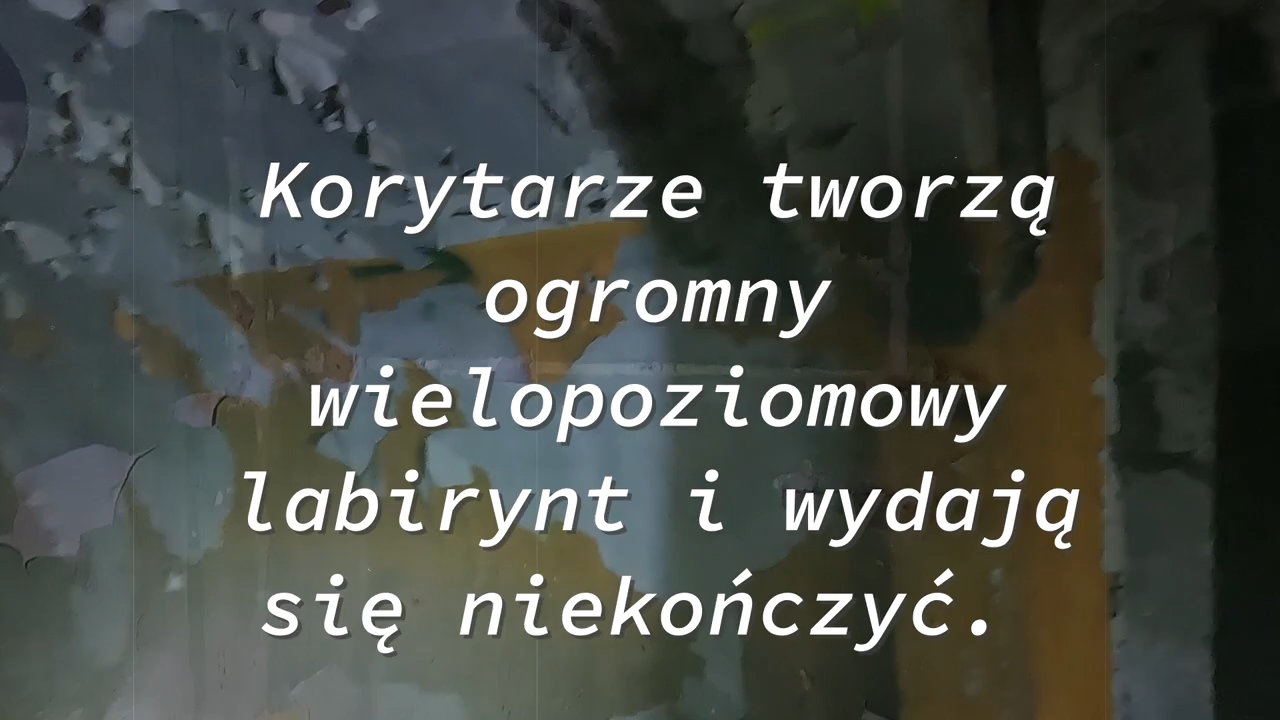 Korytarze tworzą
ogromny
wielopoziomowy
labirynt i wydają
się niekończyć.